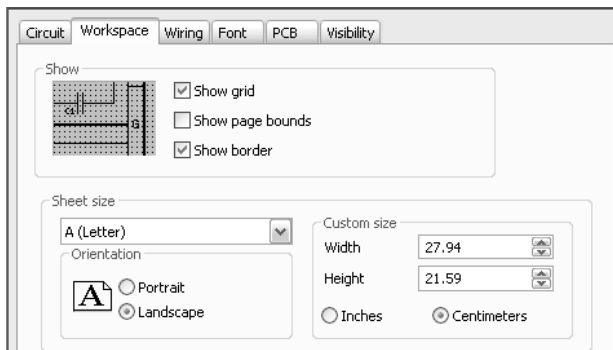 Circuit Workspace Wiring Font PCB Visibility
Show
C1
G
Show grid
Show page bounds
Show border
Sheet size
A (Letter)
Orientation
A
Portrait
Landscape
Custom size
Width 27.94
Height 21.59
Inches Centimeters